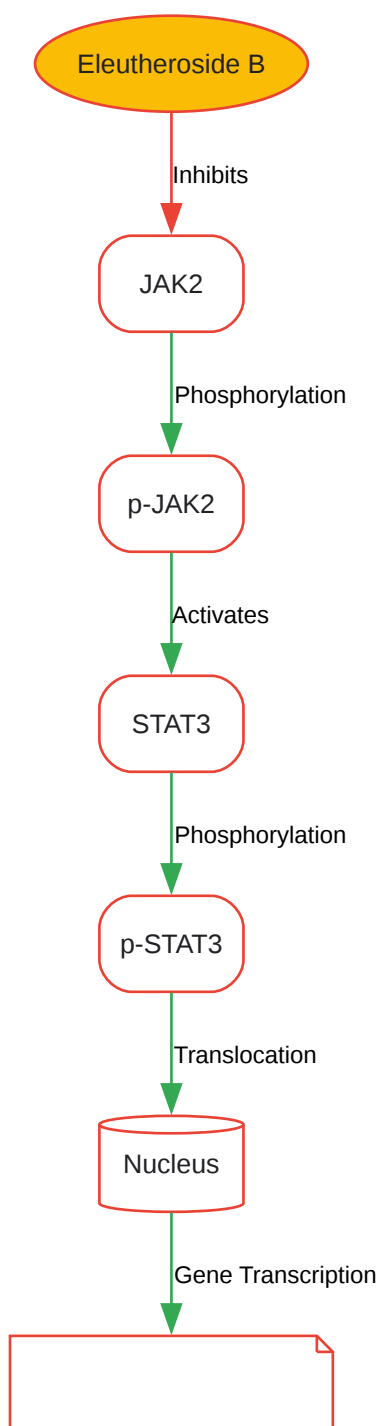 Eleutheroside B
Inhibits
JAK2
Phosphorylation
p-JAK2
Activates
STAT3
Phosphorylation
p-STAT3
Translocation
Nucleus
Gene Transcription